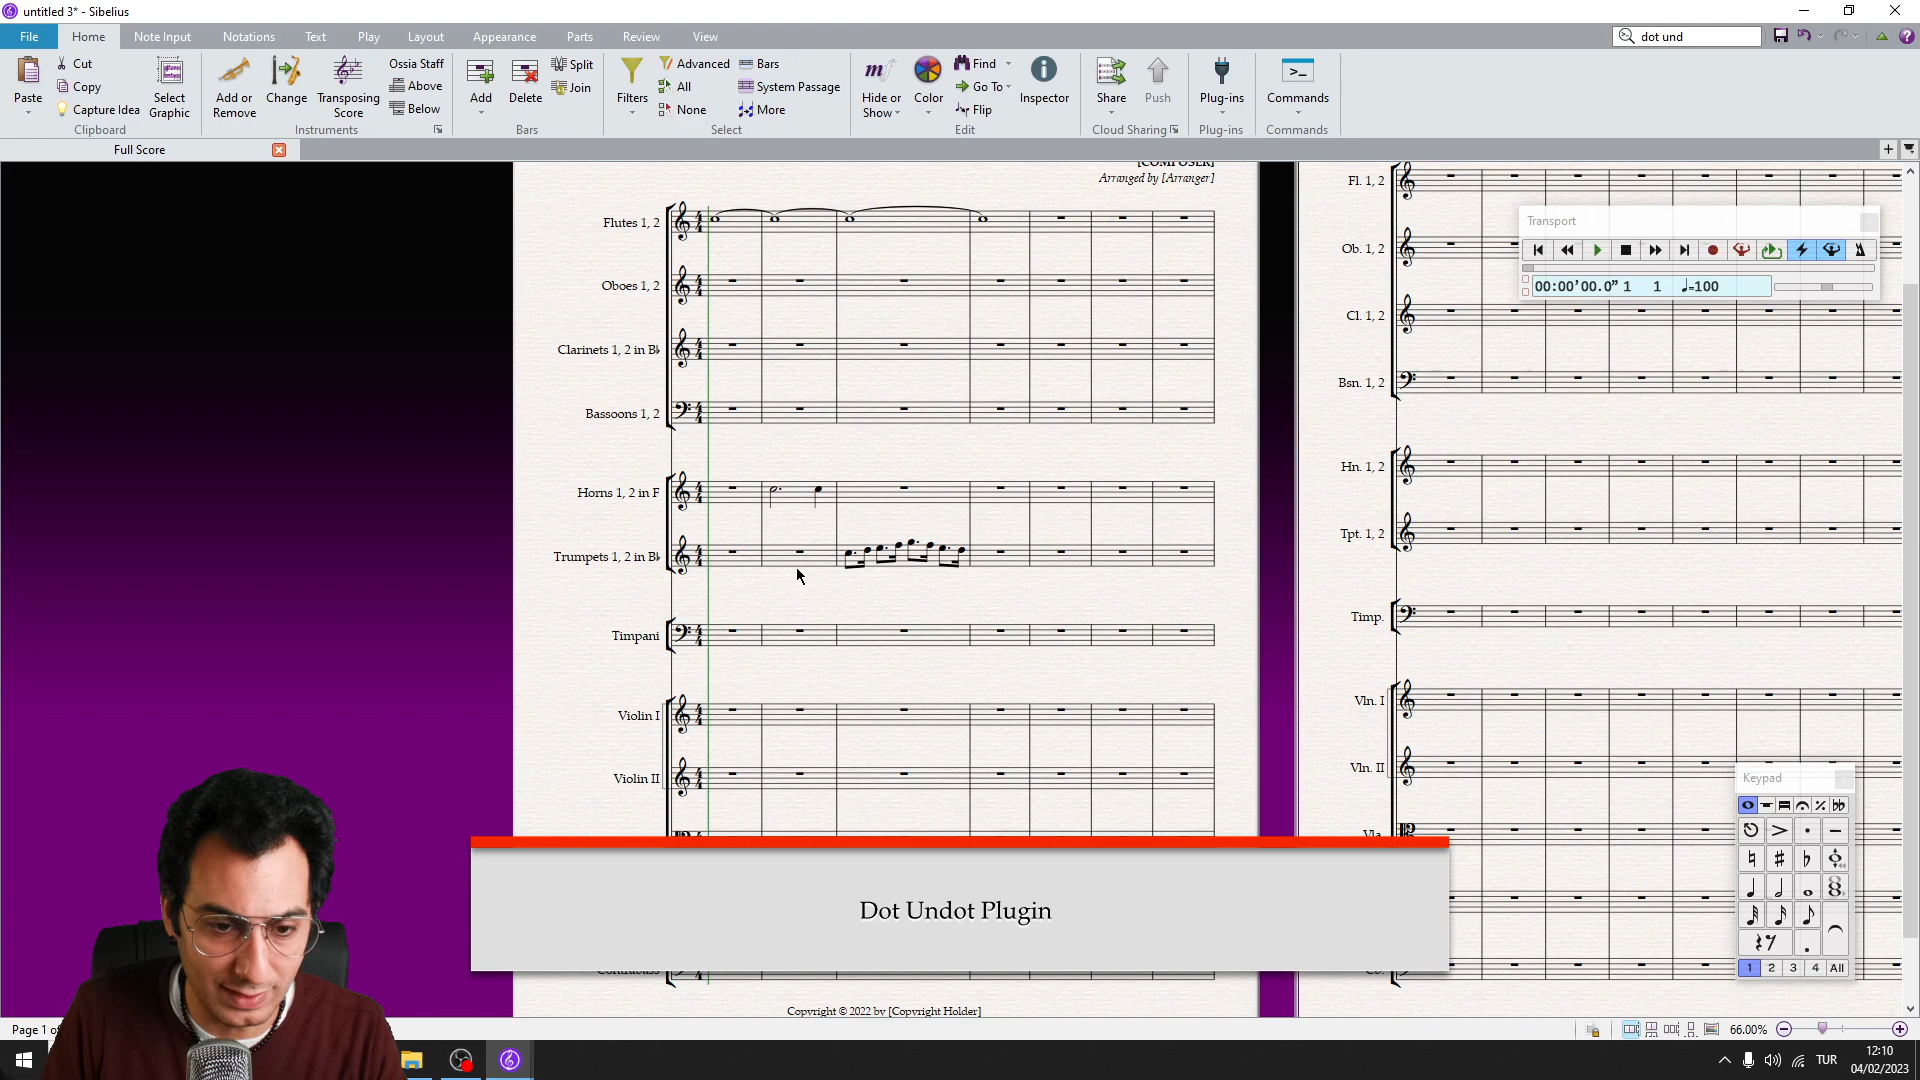 untitled 3* - Sibelius
File Home Note Input Notations Text Play Layout Appearance Parts Review View
dot und
Paste
Cut
Copy
Capture Idea
Clipboard
Select Graphic
Add or Remove
Change
Transposing Score
Ossia Staff
Above
Below
Instruments
Add
Delete
Split
Join
Bars
Filters
Advanced
All
None
Bars
System Passage
More
Select
Hide or Show
Color
Find
Go To
Flip
Inspector
Edit
Share
Push
Cloud Sharing
Plug-ins
Plug-ins
Commands
Commands
Full Score
[COMPOSER]
Arranged by [Arranger]
Flutes 1, 2
Oboes 1, 2
Clarinets 1, 2 in B♭
Bassoons 1, 2
Horns 1, 2 in F
Trumpets 1, 2 in B♭
Timpani
Violin I
Violin II
Contrabass
Copyright © 2022 by [Copyright Holder]
Fl. 1, 2
Ob. 1, 2
Cl. 1, 2
Bsn. 1, 2
Hn. 1, 2
Tpt. 1, 2
Timp.
Vln. I
Vln. II
Vla.
Cb.
Transport
00:00'00.0" 1 1 ♩=100
Keypad
1 2 3 4 All
Dot Undot Plugin
Page 1 of
66.00%
TUR
12:10
04/02/2023